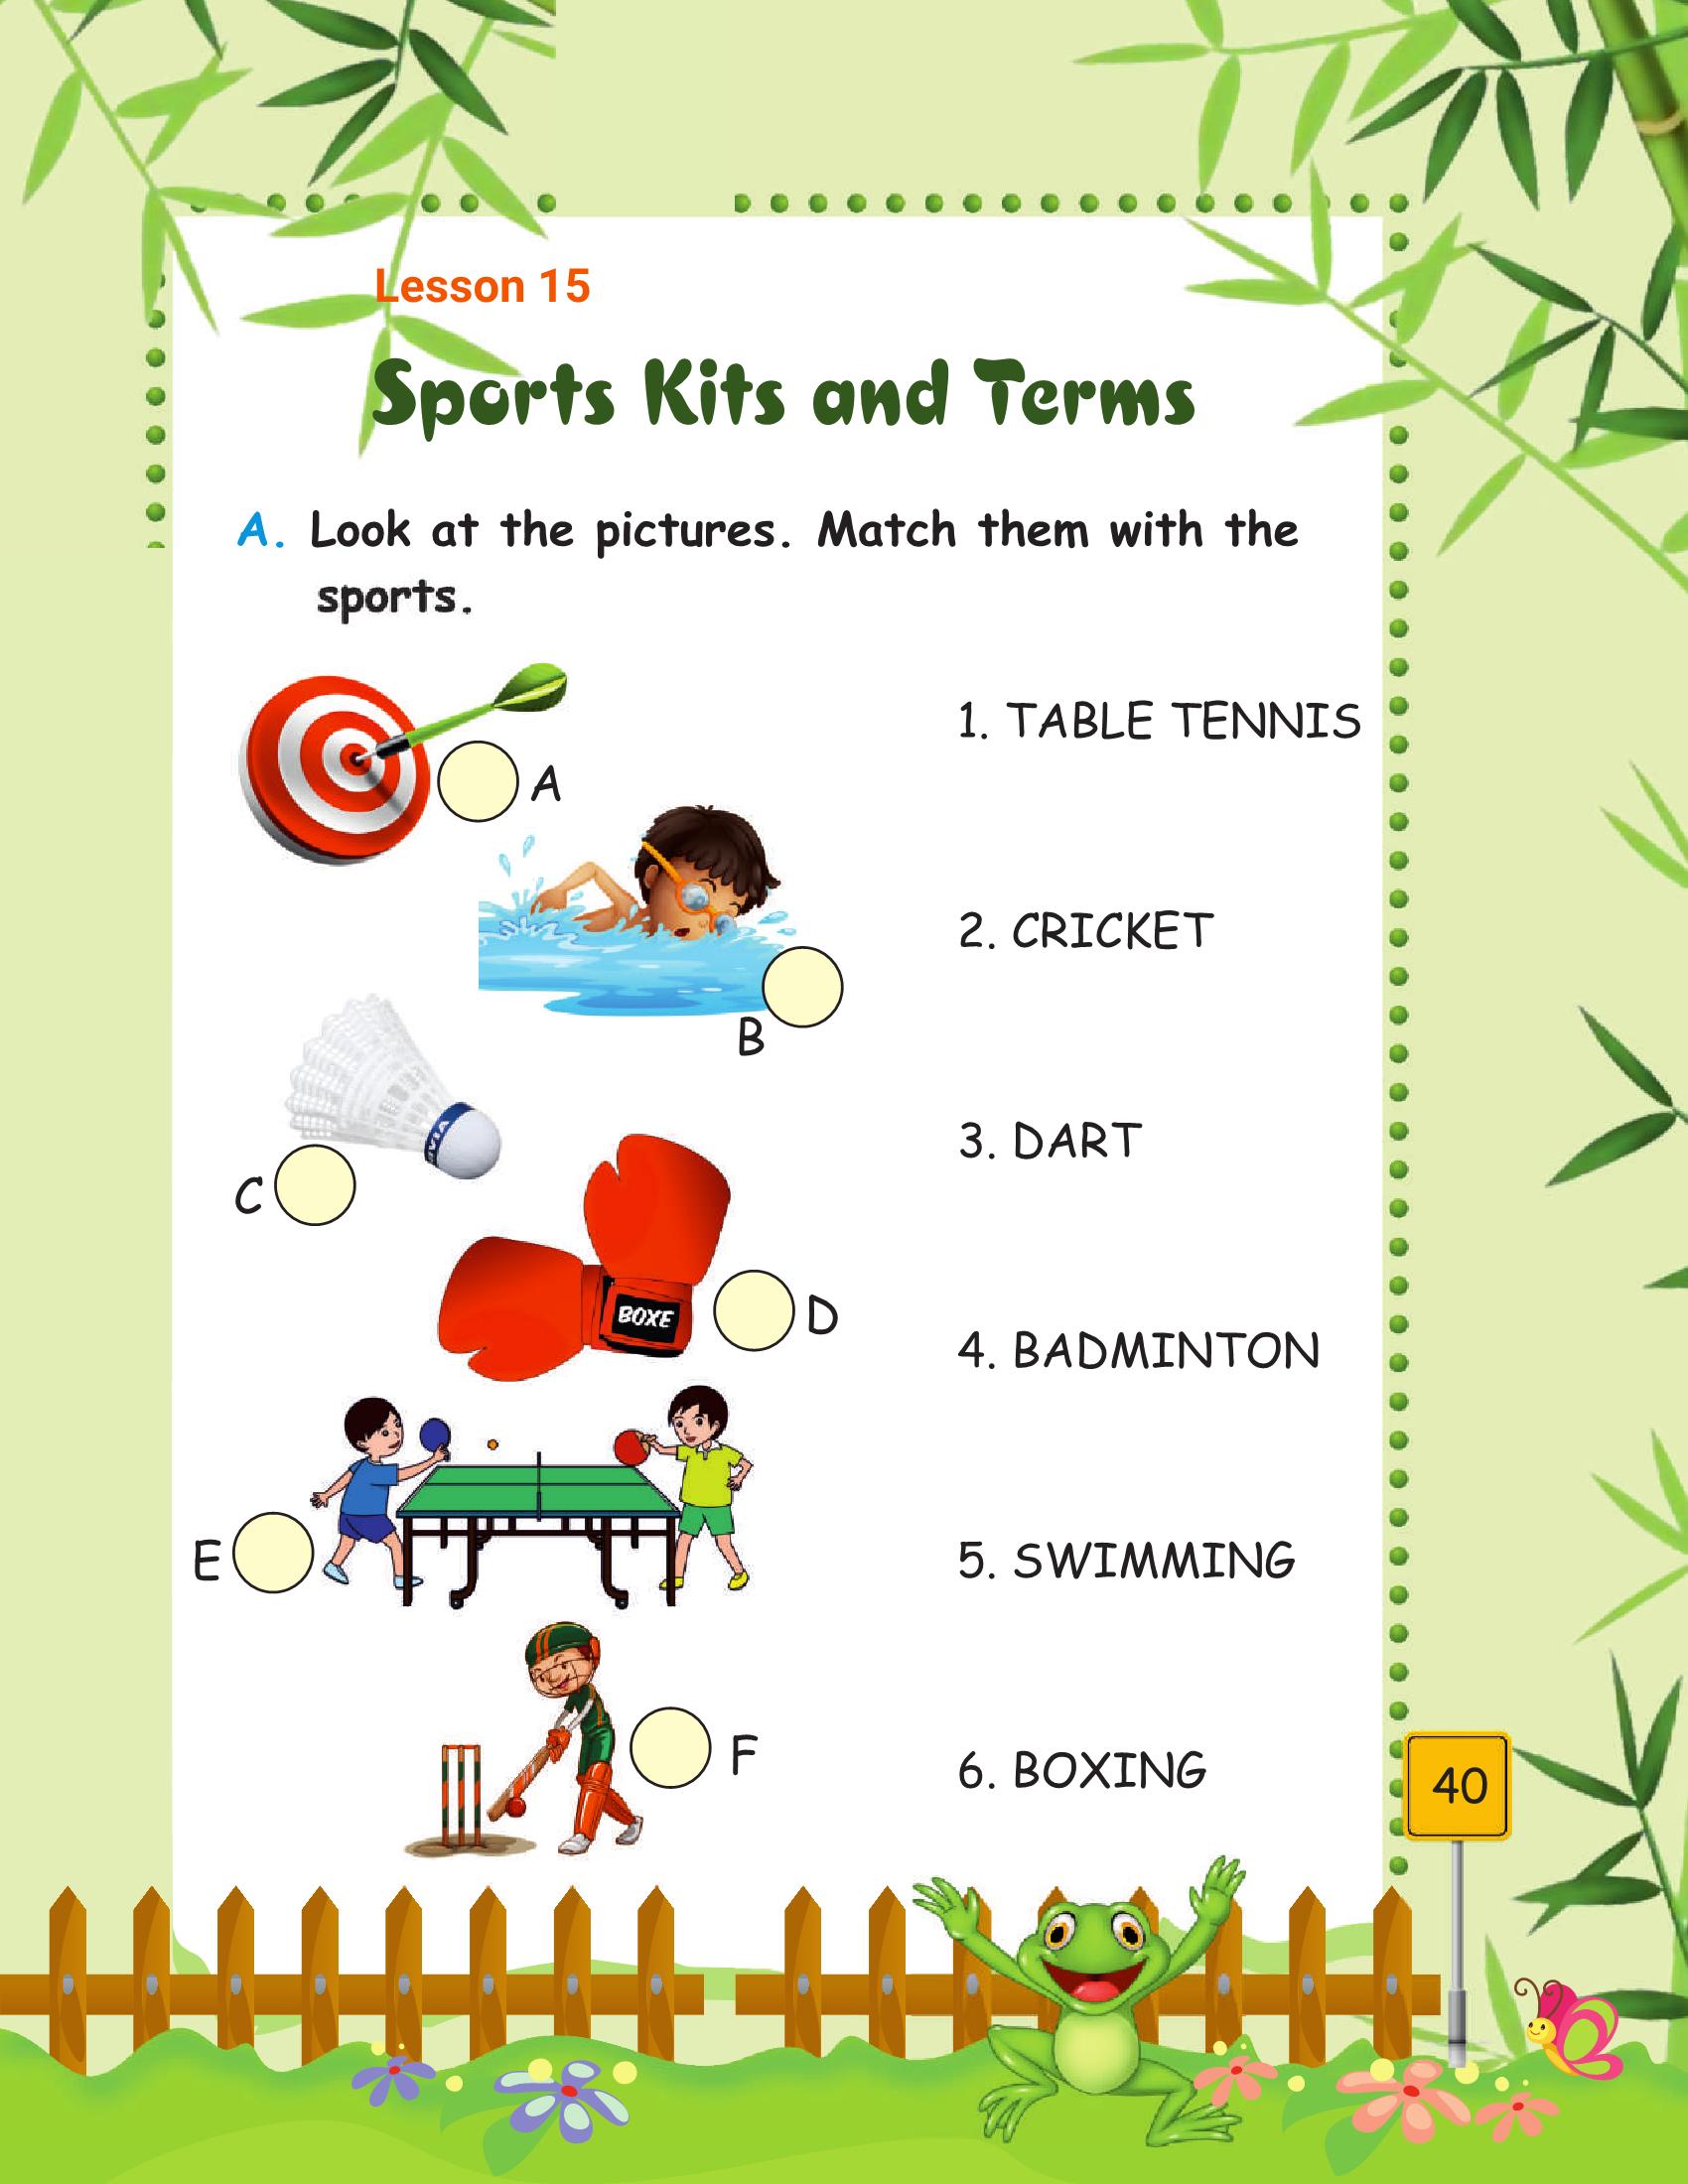 Lesson 15
Sports Kits and Terms
A. Look at the pictures. Match them with the
sports.
A
1. TABLE TENNIS
B
2. CRICKET
C
3. DART
BOXE
D
4. BADMINTON
E
5. SWIMMING
F
6. BOXING
40